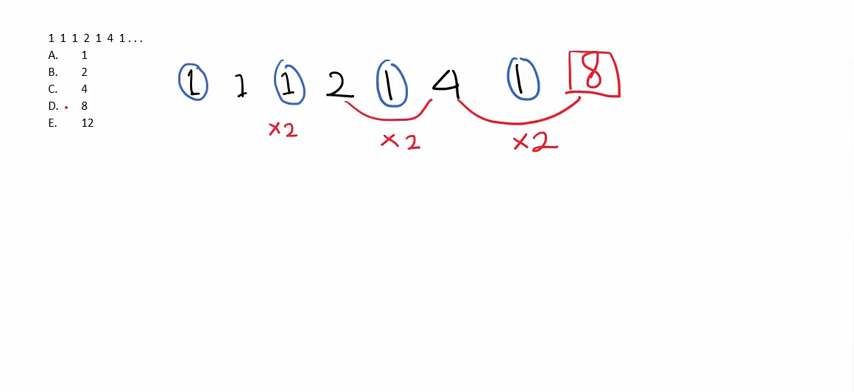 1 1 1 2 1 4 1 . . .
A. 1
B. 2
C. 4
D. 8
E. 12
1 1 1 2 1 4 1 8
×2 ×2 ×2